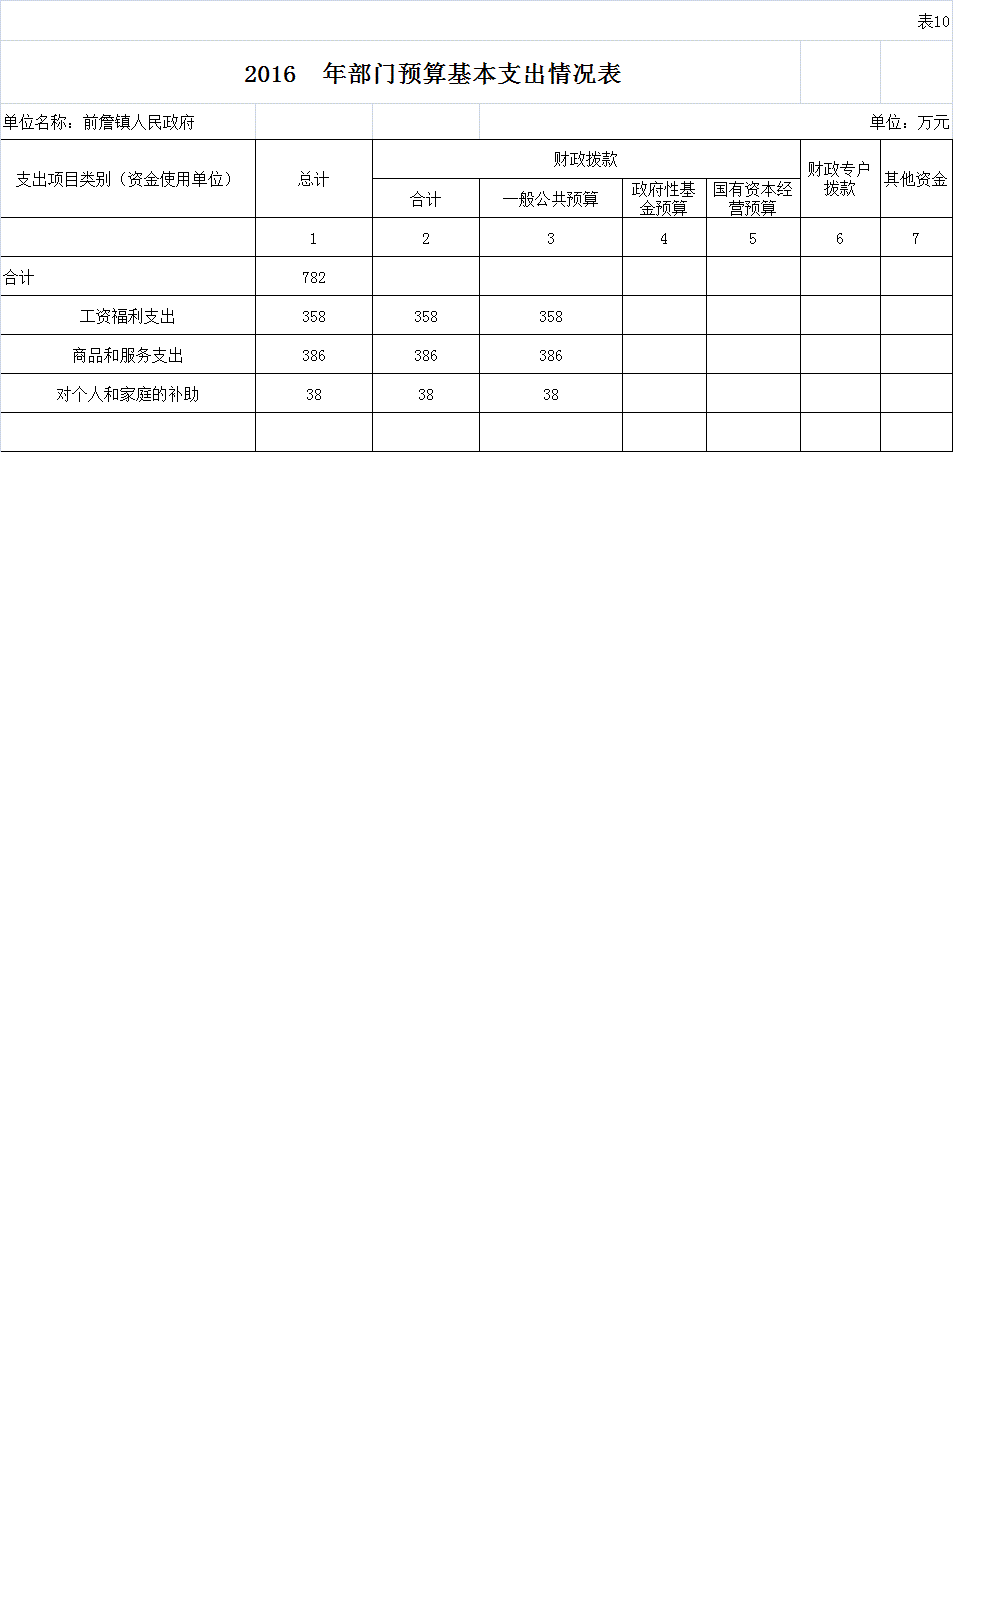 表10
2016 年部门预算基本支出情况表
单位名称：前詹镇人民政府 单位：万元
支出项目类别（资金使用单位） 总计 财政拨款 财政专户拨款 其他资金
合计 一般公共预算 政府性基金预算 国有资本经营预算
1 2 3 4 5 6 7
合计 782
工资福利支出 358 358 358
商品和服务支出 386 386 386
对个人和家庭的补助 38 38 38